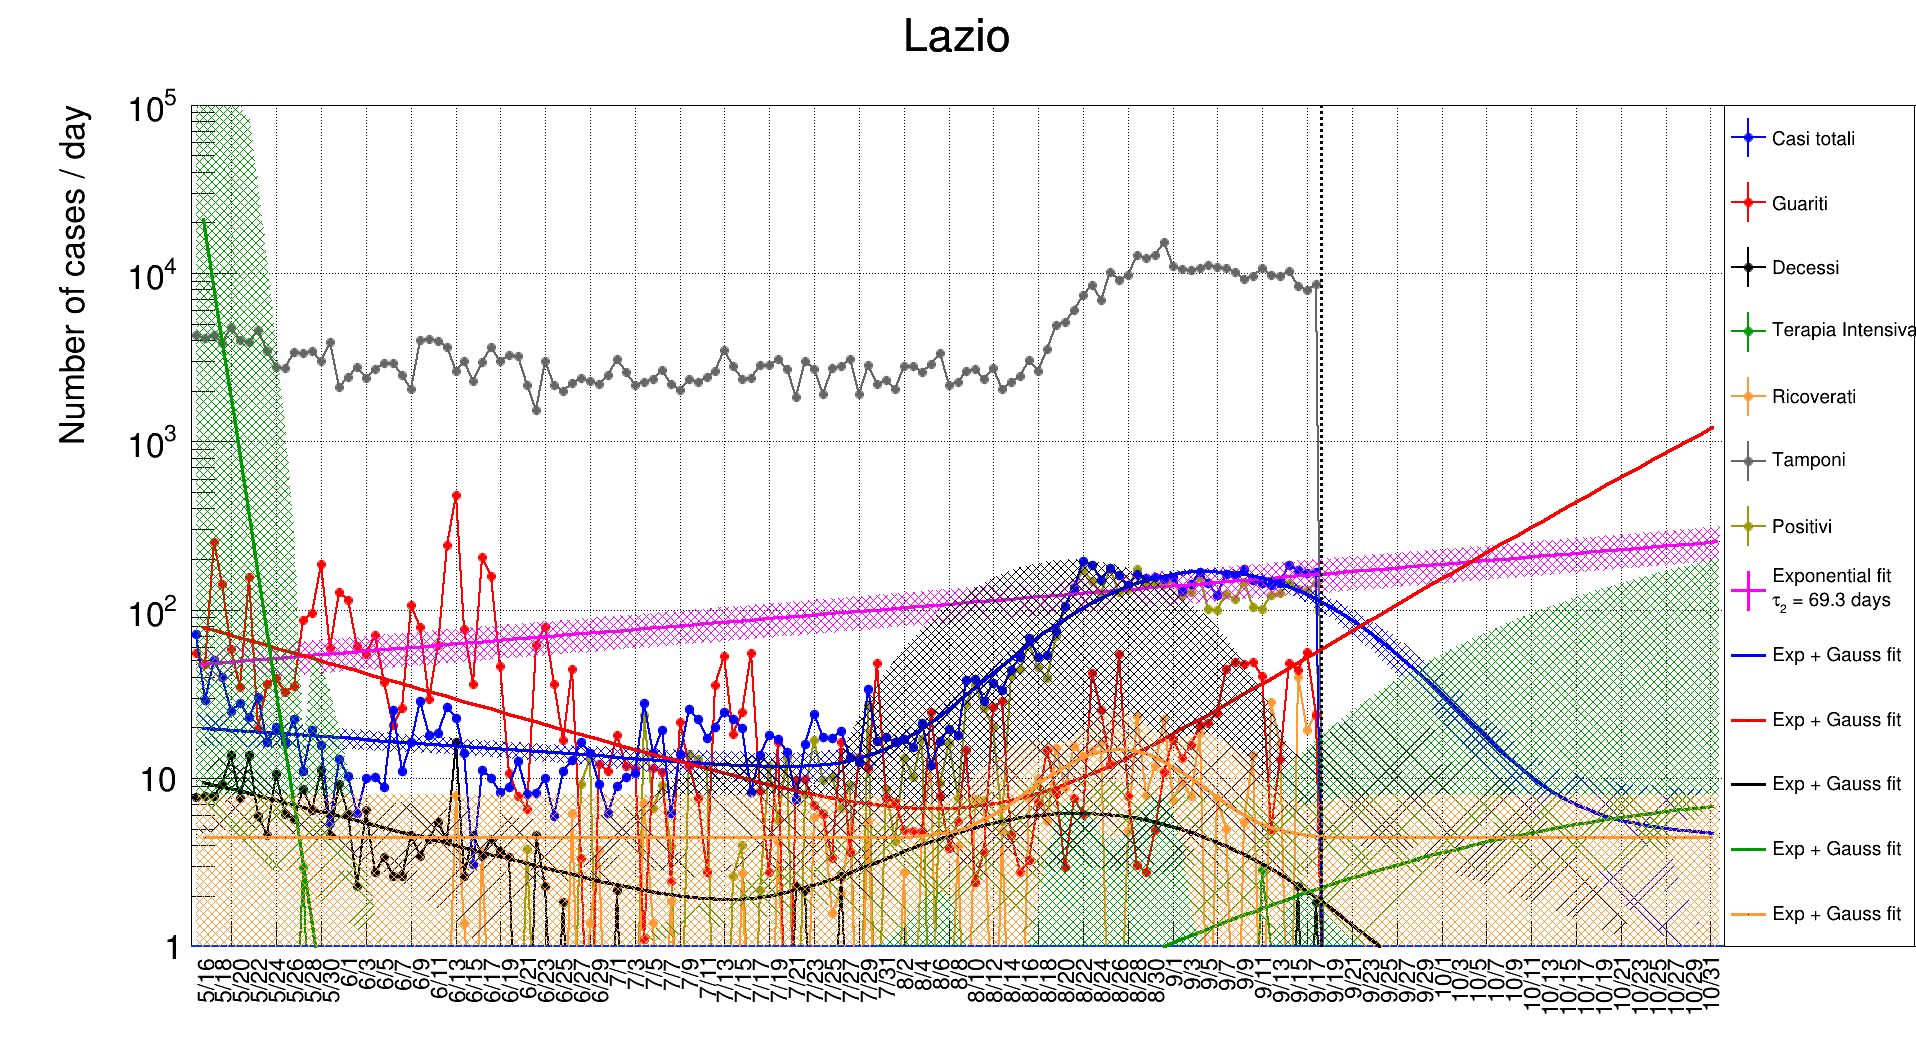 Lazio
Number of cases / day
10⁵
10⁴
10³
10²
10
1
5/16 5/18 5/20 5/22 5/24 5/26 5/28 5/30 6/1 6/3 6/5 6/7 6/9 6/11 6/13 6/15 6/17 6/19 6/21 6/23 6/25 6/27 6/29 7/1 7/3 7/5 7/7 7/9 7/11 7/13 7/15 7/17 7/19 7/21 7/23 7/25 7/27 7/29 7/31 8/2 8/4 8/6 8/8 8/10 8/12 8/14 8/16 8/18 8/20 8/22 8/24 8/26 8/28 8/30 9/1 9/3 9/5 9/7 9/9 9/11 9/13 9/15 9/17 9/19 9/21 9/23 9/25 9/27 9/29 10/1 10/3 10/5 10/7 10/9 10/11 10/13 10/15 10/17 10/19 10/21 10/23 10/25 10/27 10/29 10/31
Casi totali
Guariti
Decessi
Terapia Intensiva
Ricoverati
Tamponi
Positivi
Exponential fit
τ₂ = 69.3 days
Exp + Gauss fit
Exp + Gauss fit
Exp + Gauss fit
Exp + Gauss fit
Exp + Gauss fit